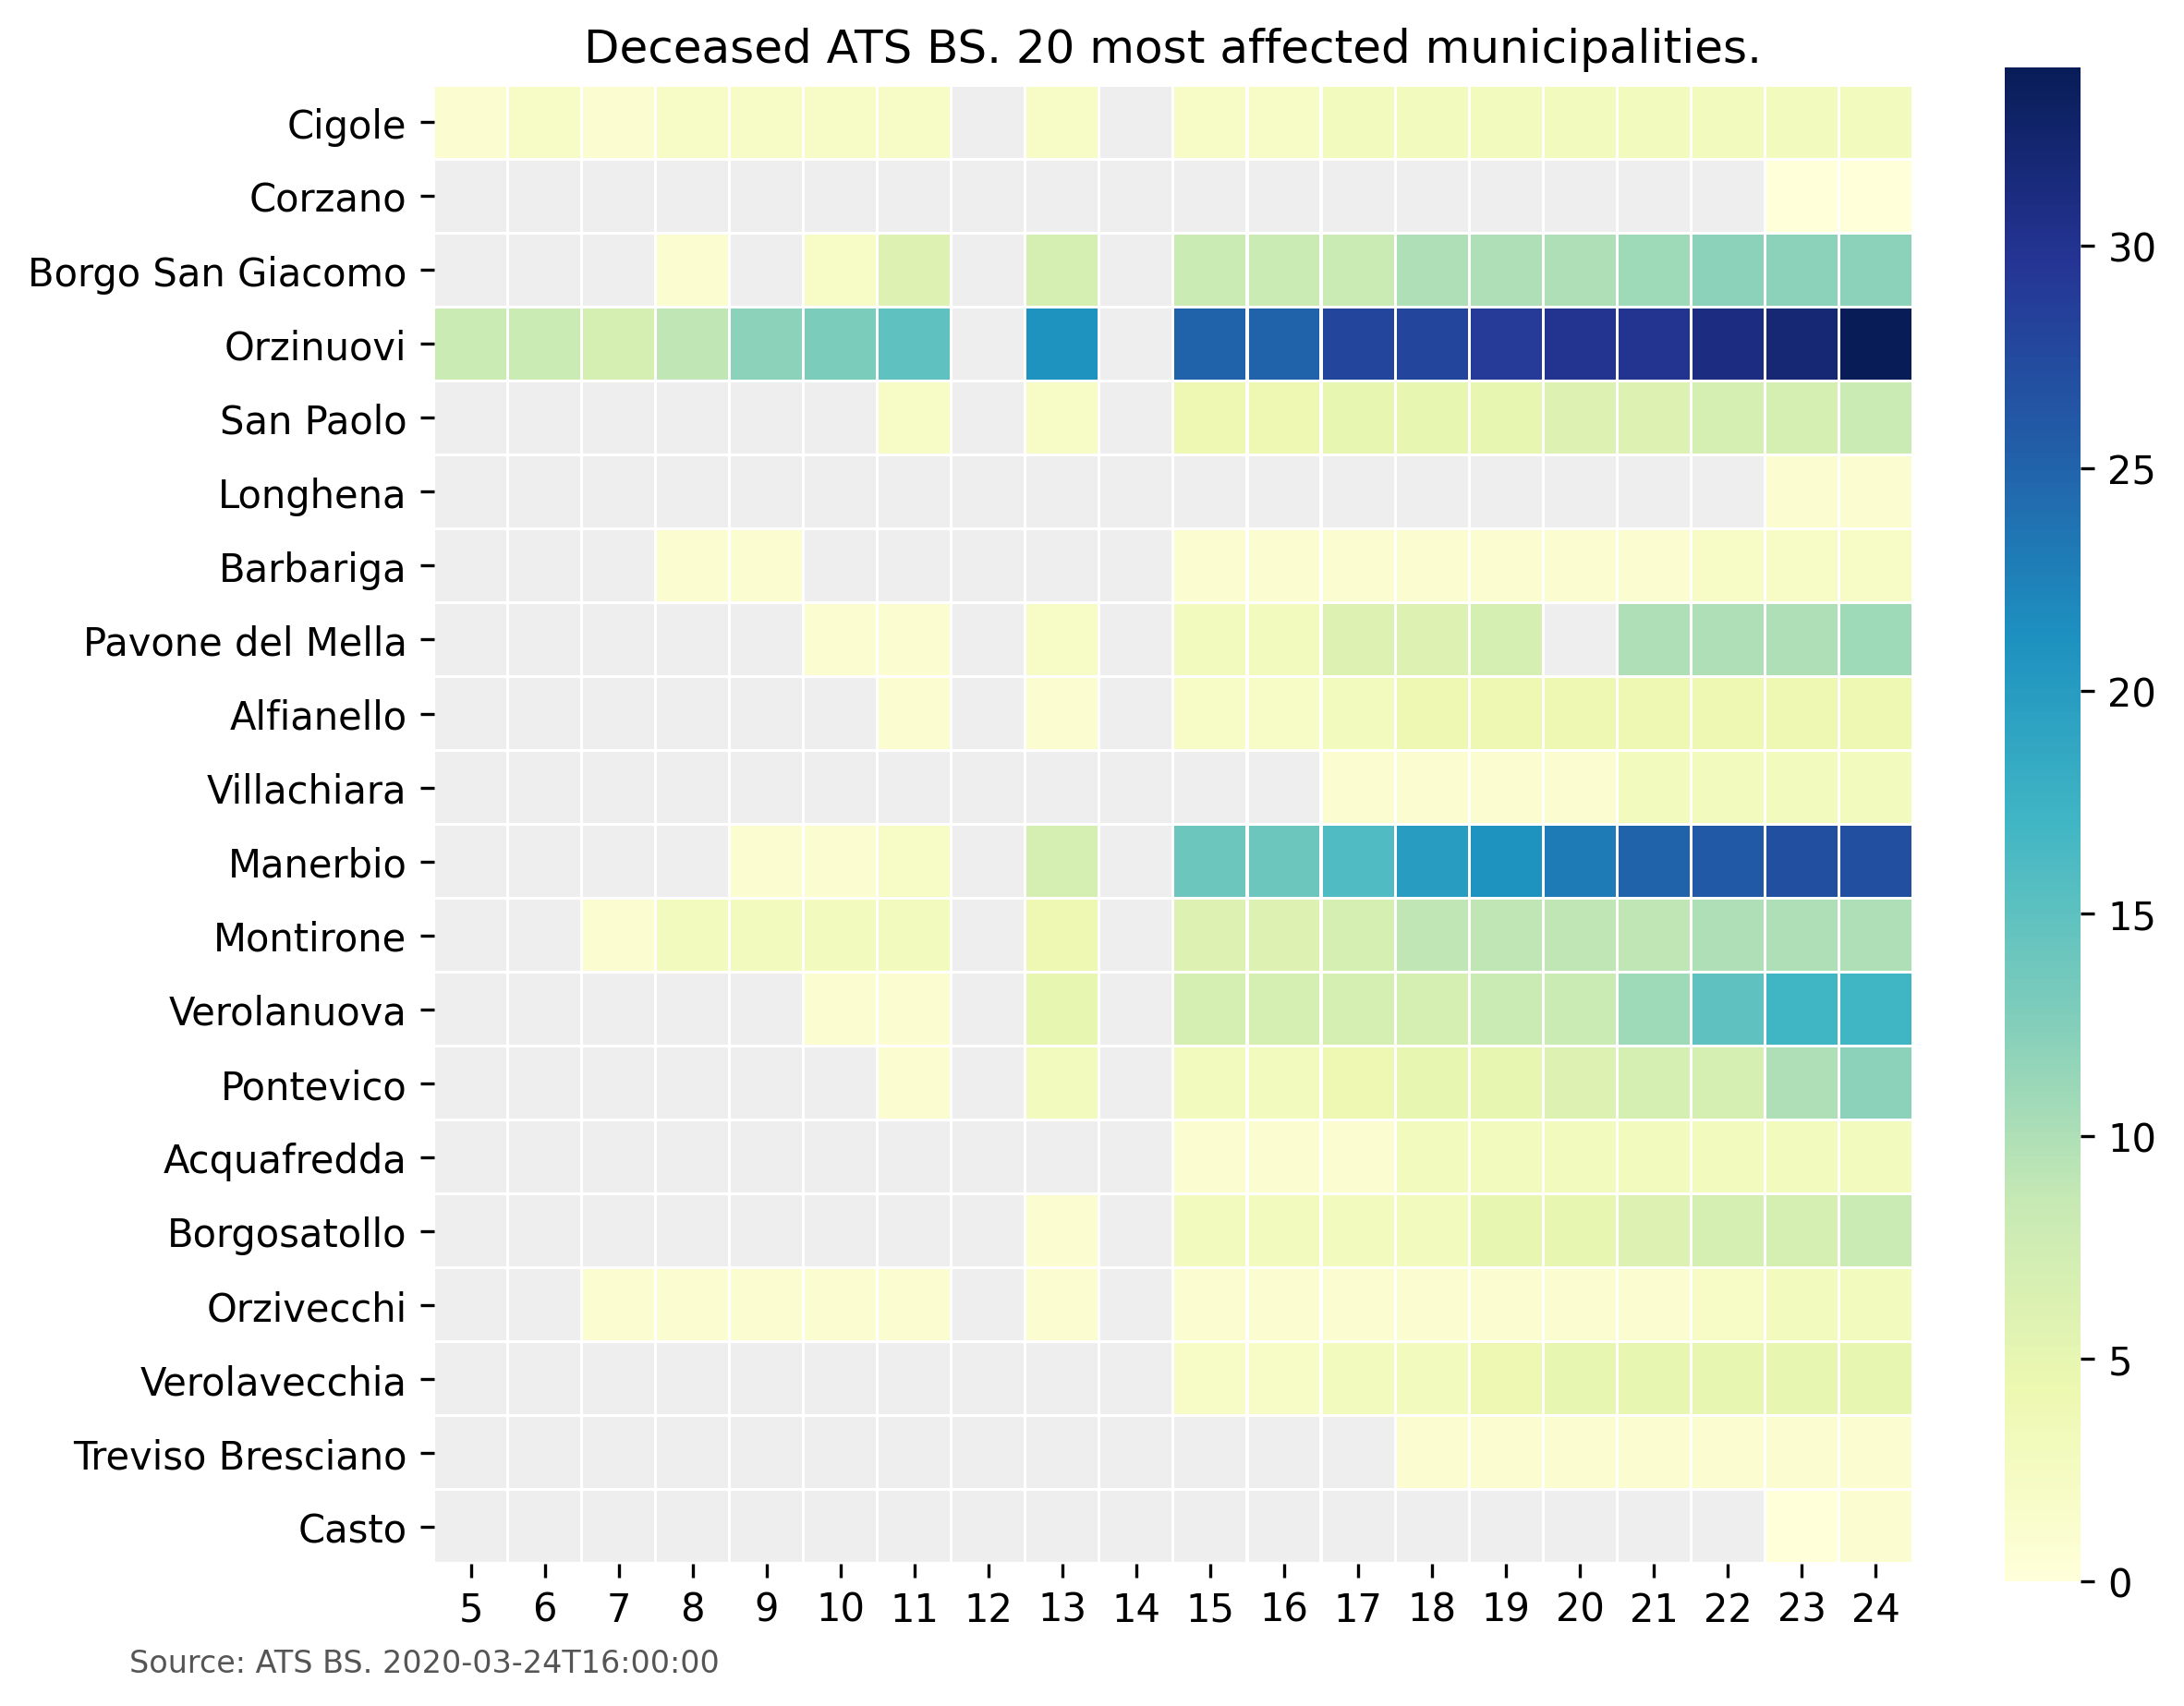 Deceased ATS BS. 20 most affected municipalities.
Cigole
Corzano
Borgo San Giacomo
Orzinuovi
San Paolo
Longhena
Barbariga
Pavone del Mella
Alfianello
Villachiara
Manerbio
Montirone
Verolanuova
Pontevico
Acquafredda
Borgosatollo
Orzivecchi
Verolavecchia
Treviso Bresciano
Casto
5 6 7 8 9 10 11 12 13 14 15 16 17 18 19 20 21 22 23 24
30
25
20
15
10
5
0
Source: ATS BS. 2020-03-24T16:00:00